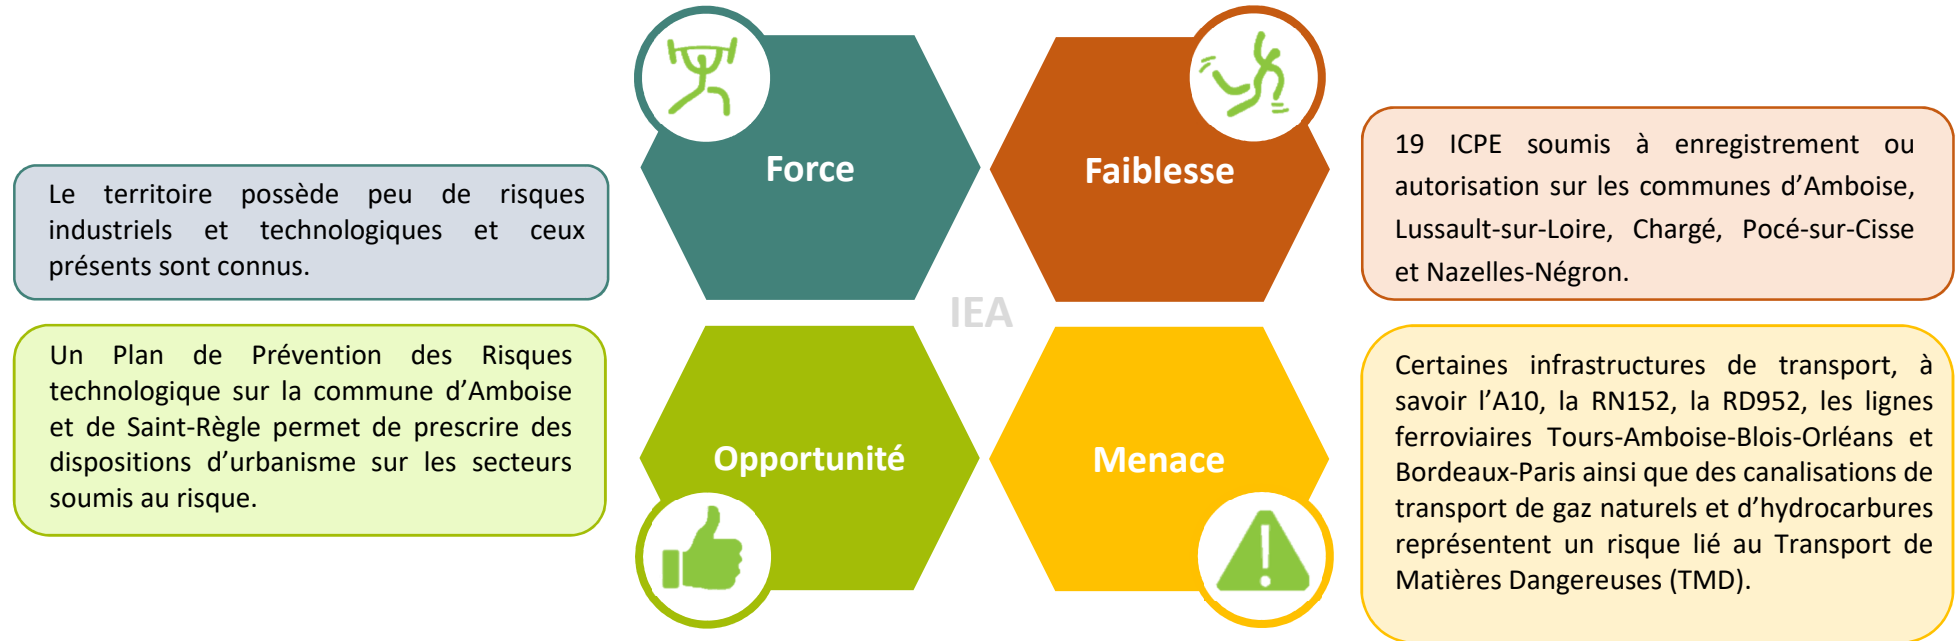 Force
Le territoire possède peu de risques
industriels et technologiques et ceux
présents sont connus.
Faiblesse
19 ICPE soumis à enregistrement ou
autorisation sur les communes d’Amboise,
Lussault-sur-Loire, Chargé, Pocé-sur-Cisse
et Nazelles-Négron.
IEA
Opportunité
Un Plan de Prévention des Risques
technologique sur la commune d’Amboise
et de Saint-Règle permet de prescrire des
dispositions d’urbanisme sur les secteurs
soumis au risque.
Menace
Certaines infrastructures de transport, à
savoir l’A10, la RN152, la RD952, les lignes
ferroviaires Tours-Amboise-Blois-Orléans et
Bordeaux-Paris ainsi que des canalisations de
transport de gaz naturels et d’hydrocarbures
représentent un risque lié au Transport de
Matières Dangereuses (TMD).